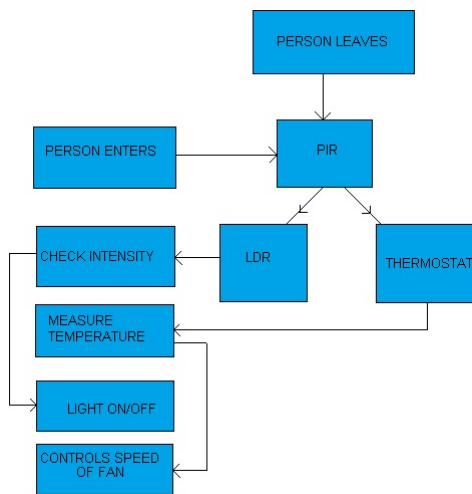 PERSON LEAVES
PERSON ENTERS
PIR
CHECK INTENSITY
LDR
THERMOSTAT
MEASURE
TEMPERATURE
LIGHT ON/OFF
CONTROLS SPEED
OF FAN